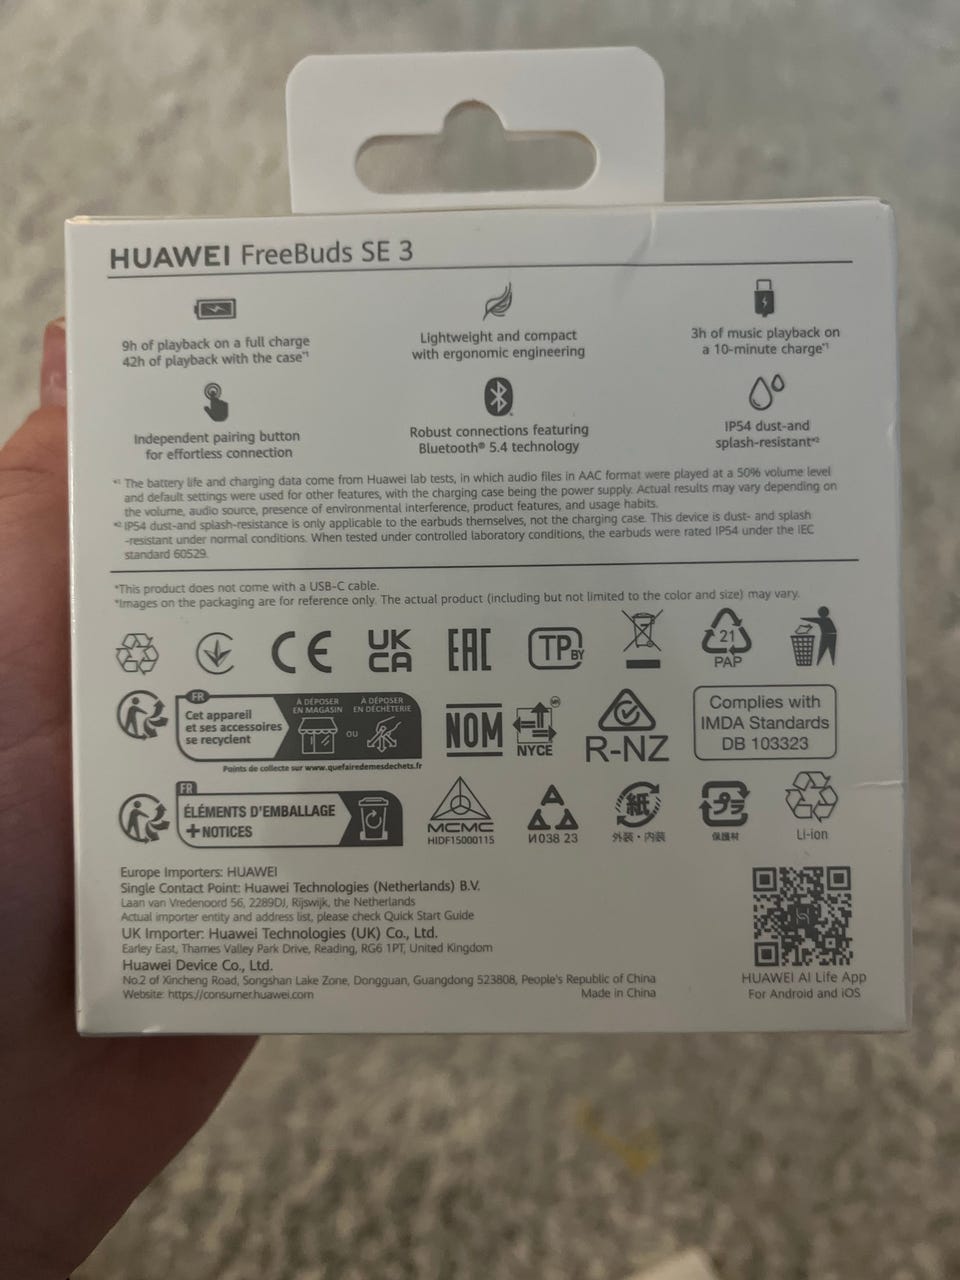 HUAWEI FreeBuds SE 3
9h of playback on a full charge
42h of playback with the case*1
Lightweight and compact
with ergonomic engineering
3h of music playback on
a 10-minute charge*1
Independent pairing button
for effortless connection
Robust connections featuring
Bluetooth® 5.4 technology
IP54 dust-and
splash-resistant*2
*1 The battery life and charging data come from Huawei lab tests, in which audio files in AAC format were played at a 50% volume level
and default settings were used for other features, with the charging case being the power supply. Actual results may vary depending on
the volume, audio source, presence of environmental interference, product features, and usage habits.
*2 IP54 dust-and splash-resistance is only applicable to the earbuds themselves, not the charging case. This device is dust- and splash
-resistant under normal conditions. When tested under controlled laboratory conditions, the earbuds were rated IP54 under the IEC
standard 60529.
*This product does not come with a USB-C cable.
*Images on the packaging are for reference only. The actual product (including but not limited to the color and size) may vary.
CE
UK
CA
EAC
TP BY
21
PAP
FR
Cet appareil
et ses accessoires
se recyclent
À DÉPOSER
EN MAGASIN
OU
À DÉPOSER
EN DÉCHÈTERIE
Points de collecte sur www.quefairedemesdechets.fr
NOM
NYCE
R-NZ
Complies with
IMDA Standards
DB 103323
FR
ÉLÉMENTS D'EMBALLAGE
+ NOTICES
MCMC
HIDF15000115
И038 23
紙
外装・内装
プラ
保護材
Li-ion
Europe Importers: HUAWEI
Single Contact Point: Huawei Technologies (Netherlands) B.V.
Laan van Vredenoord 56, 2289DJ, Rijswijk, the Netherlands
Actual importer entity and address list, please check Quick Start Guide
UK Importer: Huawei Technologies (UK) Co., Ltd.
Earley East, Thames Valley Park Drive, Reading, RG6 1PT, United Kingdom
Huawei Device Co., Ltd.
No.2 of Xincheng Road, Songshan Lake Zone, Dongguan, Guangdong 523808, People's Republic of China
Website: https://consumer.huawei.com
Made in China
HUAWEI AI Life App
For Android and iOS